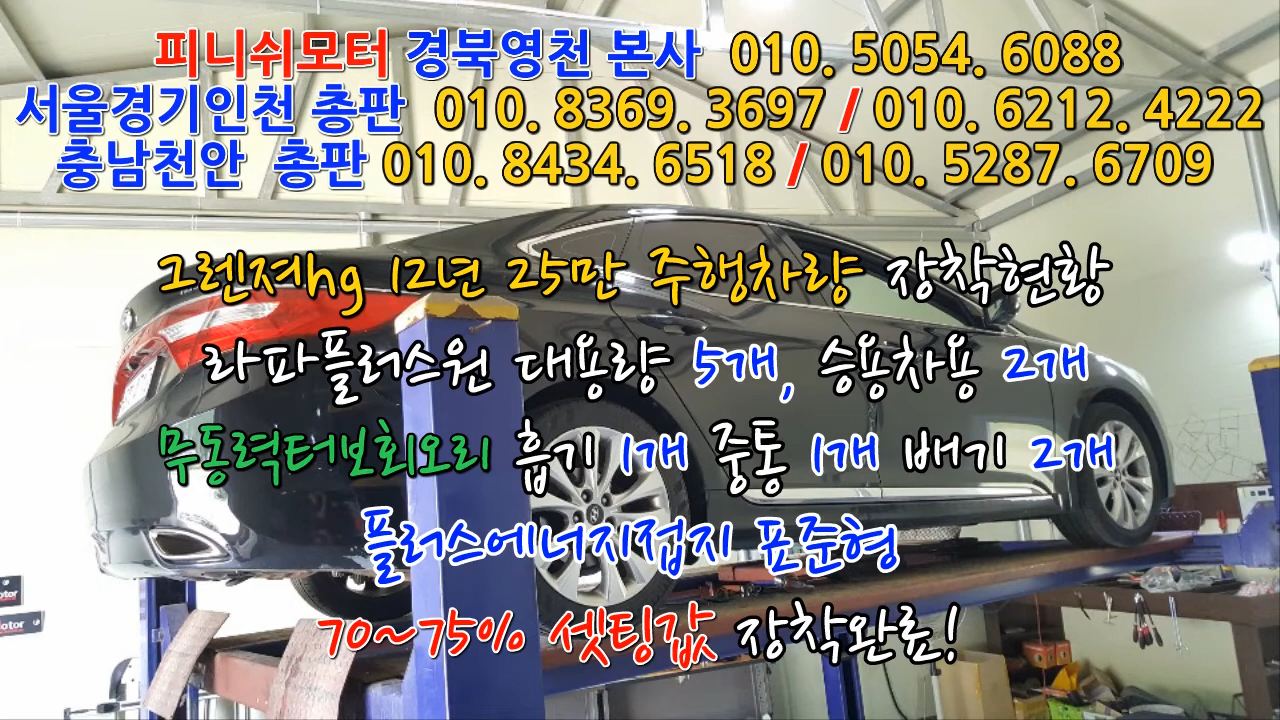 피니쉬모터 경북영천 본사 010. 5054. 6088
서울경기인천 총판 010. 8369. 3697 / 010. 6212. 4222
충남천안 총판 010. 8434. 6518 / 010. 5287. 6709
그렌져hg 12년 25만 주행차량 장착현황
라파플러스원 대용량 5개, 승용차용 2개
무동력터보회오리 흡기 1개 중통 1개 배기 2개
플러스에너지접지 표준형
70~75% 셋팅값 장착완료!
otor
otor